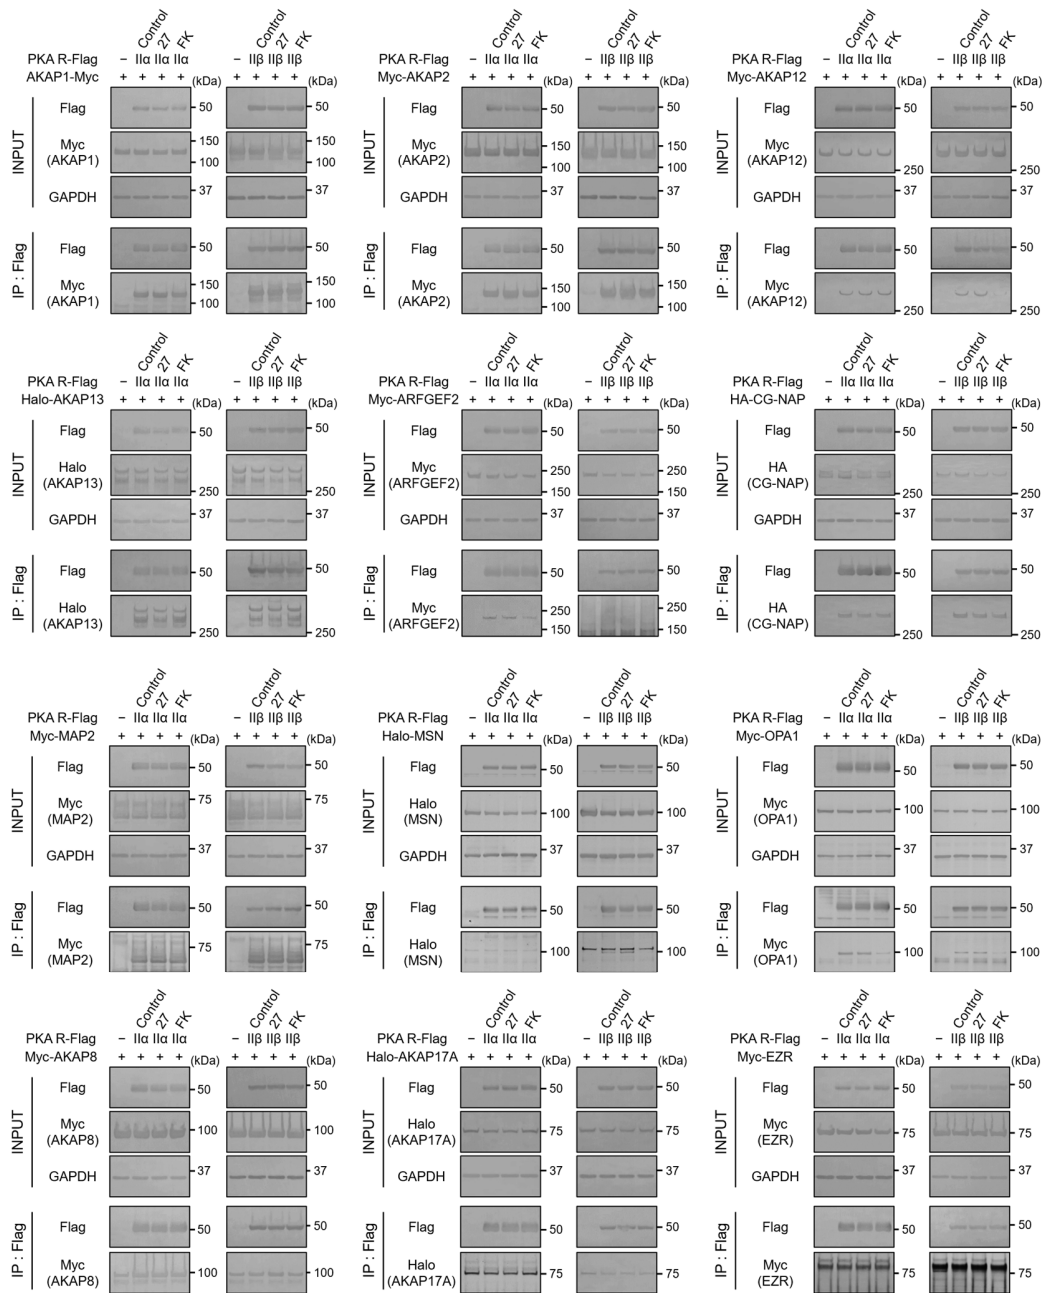 Control 27 FK Control 27 FK
PKA R-Flag – IIα IIα IIα – IIβ IIβ IIβ
AKAP1-Myc + + + + (kDa) + + + + (kDa)
INPUT
Flag 50 50
Myc 150 150
(AKAP1) 100 100
GAPDH 37 37
IP : Flag
Flag 50 50
Myc 150 150
(AKAP1) 100 100
Control 27 FK Control 27 FK
PKA R-Flag – IIα IIα IIα – IIβ IIβ IIβ
Myc-AKAP2 + + + + (kDa) + + + + (kDa)
INPUT
Flag 50 50
Myc 150 150
(AKAP2) 100 100
GAPDH 37 37
IP : Flag
Flag 50 50
Myc 150 150
(AKAP2) 100 100
Control 27 FK Control 27 FK
PKA R-Flag – IIα IIα IIα – IIβ IIβ IIβ
Myc-AKAP12 + + + + (kDa) + + + + (kDa)
INPUT
Flag 50 50
Myc
(AKAP12) 250 250
GAPDH 37 37
IP : Flag
Flag 50 50
Myc
(AKAP12) 250 250
Control 27 FK Control 27 FK
PKA R-Flag – IIα IIα IIα – IIβ IIβ IIβ
Halo-AKAP13 + + + + (kDa) + + + + (kDa)
INPUT
Flag 50 50
Halo
(AKAP13) 250 250
GAPDH 37 37
IP : Flag
Flag 50 50
Halo
(AKAP13) 250 250
Control 27 FK Control 27 FK
PKA R-Flag – IIα IIα IIα – IIβ IIβ IIβ
Myc-ARFGEF2 + + + + (kDa) + + + + (kDa)
INPUT
Flag 50 50
Myc 250 250
(ARFGEF2) 150 150
GAPDH 37 37
IP : Flag
Flag 50 50
Myc 250 250
(ARFGEF2) 150 150
Control 27 FK Control 27 FK
PKA R-Flag – IIα IIα IIα – IIβ IIβ IIβ
HA-CG-NAP + + + + (kDa) + + + + (kDa)
INPUT
Flag 50 50
HA
(CG-NAP) 250 250
GAPDH 37 37
IP : Flag
Flag 50 50
HA
(CG-NAP) 250 250
Control 27 FK Control 27 FK
PKA R-Flag – IIα IIα IIα – IIβ IIβ IIβ
Myc-MAP2 + + + + (kDa) + + + + (kDa)
INPUT
Flag 50 50
Myc 75 75
(MAP2)
GAPDH 37 37
IP : Flag
Flag 50 50
Myc 75 75
(MAP2)
Control 27 FK Control 27 FK
PKA R-Flag – IIα IIα IIα – IIβ IIβ IIβ
Halo-MSN + + + + (kDa) + + + + (kDa)
INPUT
Flag 50 50
Halo 100 100
(MSN)
GAPDH 37 37
IP : Flag
Flag 50 50
Halo 100 100
(MSN)
Control 27 FK Control 27 FK
PKA R-Flag – IIα IIα IIα – IIβ IIβ IIβ
Myc-OPA1 + + + + (kDa) + + + + (kDa)
INPUT
Flag 50 50
Myc 100 100
(OPA1)
GAPDH 37 37
IP : Flag
Flag 50 50
Myc 100 100
(OPA1)
Control 27 FK Control 27 FK
PKA R-Flag – IIα IIα IIα – IIβ IIβ IIβ
Myc-AKAP8 + + + + (kDa) + + + + (kDa)
INPUT
Flag 50 50
Myc 100 100
(AKAP8)
GAPDH 37 37
IP : Flag
Flag 50 50
Myc 100 100
(AKAP8)
Control 27 FK Control 27 FK
PKA R-Flag – IIα IIα IIα – IIβ IIβ IIβ
Halo-AKAP17A + + + + (kDa) + + + + (kDa)
INPUT
Flag 50 50
Halo 75 75
(AKAP17A)
GAPDH 37 37
IP : Flag
Flag 50 50
Halo 75 75
(AKAP17A)
Control 27 FK Control 27 FK
PKA R-Flag – IIα IIα IIα – IIβ IIβ IIβ
Myc-EZR + + + + (kDa) + + + + (kDa)
INPUT
Flag 50 50
Myc 75 75
(EZR)
GAPDH 37 37
IP : Flag
Flag 50 50
Myc 75 75
(EZR)